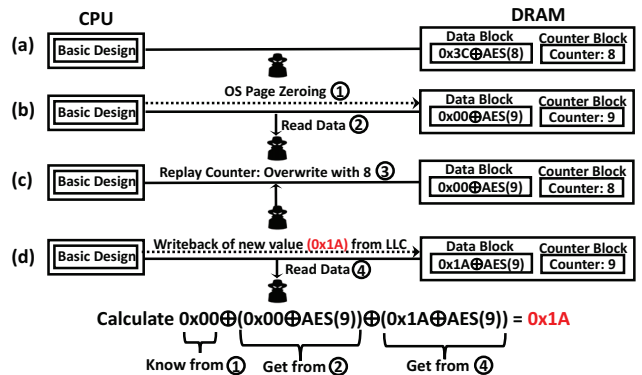 CPU DRAM
(a) Basic Design Data Block Counter Block
0x3C⊕AES(8) Counter: 8
OS Page Zeroing ①
(b) Basic Design Data Block Counter Block
0x00⊕AES(9) Counter: 9
Read Data ②
(c) Basic Design Replay Counter: Overwrite with 8 ③ Data Block Counter Block
0x00⊕AES(9) Counter: 8
Writeback of new value (0x1A) from LLC
(d) Basic Design Data Block Counter Block
0x1A⊕AES(9) Counter: 9
Read Data ④
Calculate 0x00⊕(0x00⊕AES(9))⊕(0x1A⊕AES(9)) = 0x1A
Know from ① Get from ② Get from ④